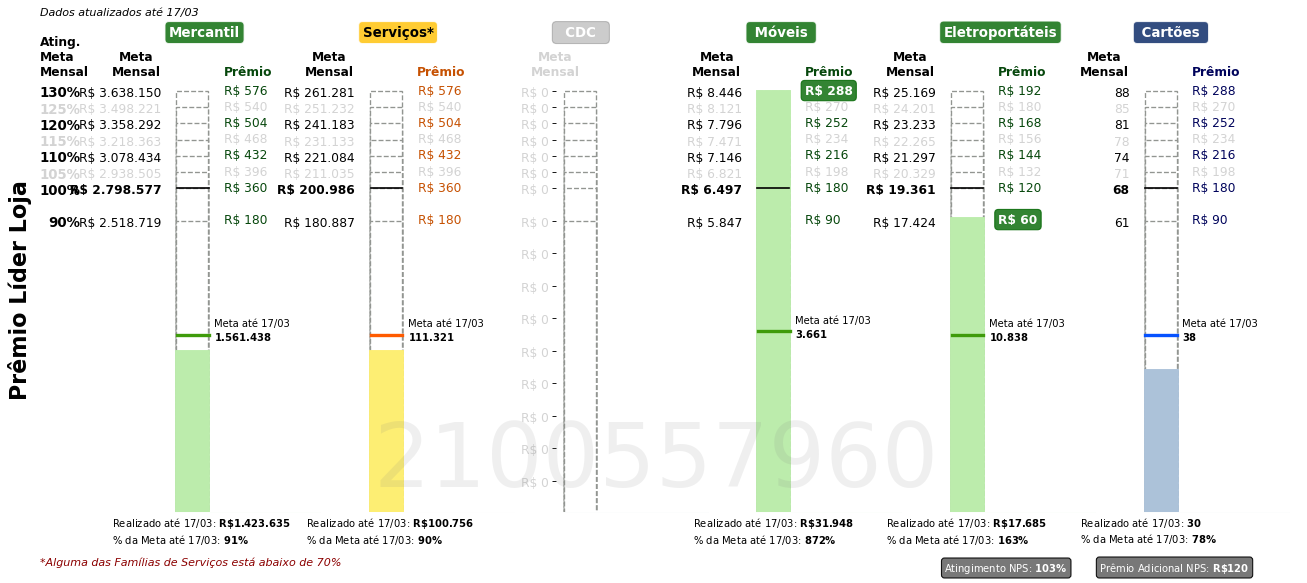 Dados atualizados até 17/03
Mercantil Serviços* CDC Móveis Eletroportáteis Cartões
Ating. Meta Mensal
Meta Mensal Prêmio Meta Mensal Prêmio Meta Mensal Meta Mensal Prêmio Meta Mensal Prêmio Meta Mensal Prêmio
130% R$ 3.638.150 R$ 576 R$ 261.281 R$ 576 R$ 0 R$ 8.446 R$ 288 R$ 25.169 R$ 192 88 R$ 288
125% R$ 3.498.221 R$ 540 R$ 251.232 R$ 540 R$ 0 R$ 8.121 R$ 270 R$ 24.201 R$ 180 85 R$ 270
120% R$ 3.358.292 R$ 504 R$ 241.183 R$ 504 R$ 0 R$ 7.796 R$ 252 R$ 23.233 R$ 168 81 R$ 252
115% R$ 3.218.363 R$ 468 R$ 231.133 R$ 468 R$ 0 R$ 7.471 R$ 234 R$ 22.265 R$ 156 78 R$ 234
110% R$ 3.078.434 R$ 432 R$ 221.084 R$ 432 R$ 0 R$ 7.146 R$ 216 R$ 21.297 R$ 144 74 R$ 216
105% R$ 2.938.505 R$ 396 R$ 211.035 R$ 396 R$ 0 R$ 6.821 R$ 198 R$ 20.329 R$ 132 71 R$ 198
100% R$ 2.798.577 R$ 360 R$ 200.986 R$ 360 R$ 0 R$ 6.497 R$ 180 R$ 19.361 R$ 120 68 R$ 180
90% R$ 2.518.719 R$ 180 R$ 180.887 R$ 180 R$ 0 R$ 5.847 R$ 90 R$ 17.424 R$ 60 61 R$ 90
R$ 0
R$ 0
R$ 0
R$ 0
R$ 0
R$ 0
R$ 0
R$ 0
Prêmio Líder Loja
Meta até 17/03 Meta até 17/03 Meta até 17/03 Meta até 17/03 Meta até 17/03
1.561.438 111.321 3.661 10.838 38
2100557960
Realizado até 17/03: R$1.423.635 Realizado até 17/03: R$100.756 Realizado até 17/03: R$31.948 Realizado até 17/03: R$17.685 Realizado até 17/03: 30
% da Meta até 17/03: 91% % da Meta até 17/03: 90% % da Meta até 17/03: 872% % da Meta até 17/03: 163% % da Meta até 17/03: 78%
*Alguma das Famílias de Serviços está abaixo de 70%
Atingimento NPS: 103% Prêmio Adicional NPS: R$120